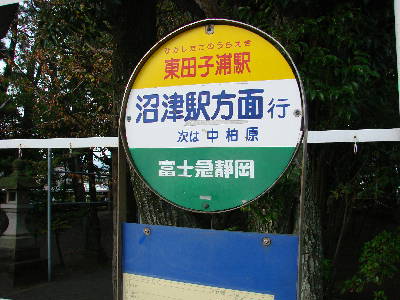 ひがしたごのうらえき
東田子浦駅
沼津駅方面行
次は 中柏原
富士急静岡